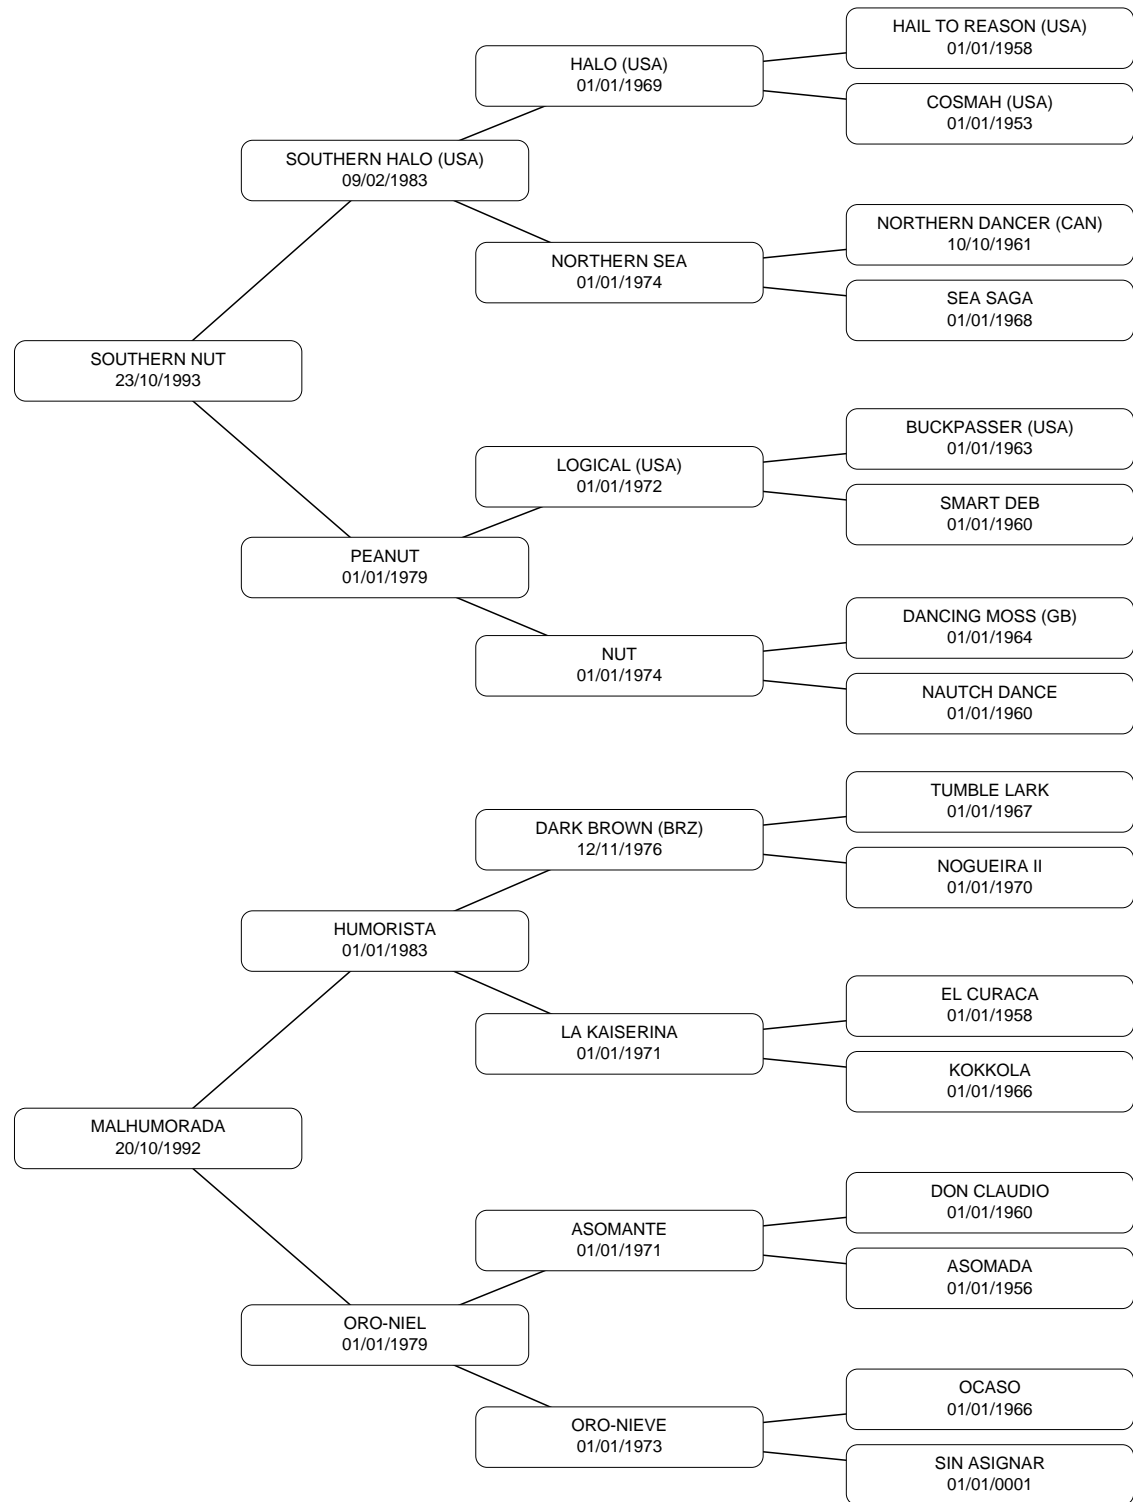 HAIL TO REASON (USA)
01/01/1958
HALO (USA)
01/01/1969
COSMAH (USA)
01/01/1953
SOUTHERN HALO (USA)
09/02/1983
NORTHERN DANCER (CAN)
10/10/1961
NORTHERN SEA
01/01/1974
SEA SAGA
01/01/1968
SOUTHERN NUT
23/10/1993
BUCKPASSER (USA)
01/01/1963
LOGICAL (USA)
01/01/1972
SMART DEB
01/01/1960
PEANUT
01/01/1979
DANCING MOSS (GB)
01/01/1964
NUT
01/01/1974
NAUTCH DANCE
01/01/1960
TUMBLE LARK
01/01/1967
DARK BROWN (BRZ)
12/11/1976
NOGUEIRA II
01/01/1970
HUMORISTA
01/01/1983
EL CURACA
01/01/1958
LA KAISERINA
01/01/1971
KOKKOLA
01/01/1966
MALHUMORADA
20/10/1992
DON CLAUDIO
01/01/1960
ASOMANTE
01/01/1971
ASOMADA
01/01/1956
ORO-NIEL
01/01/1979
OCASO
01/01/1966
ORO-NIEVE
01/01/1973
SIN ASIGNAR
01/01/0001